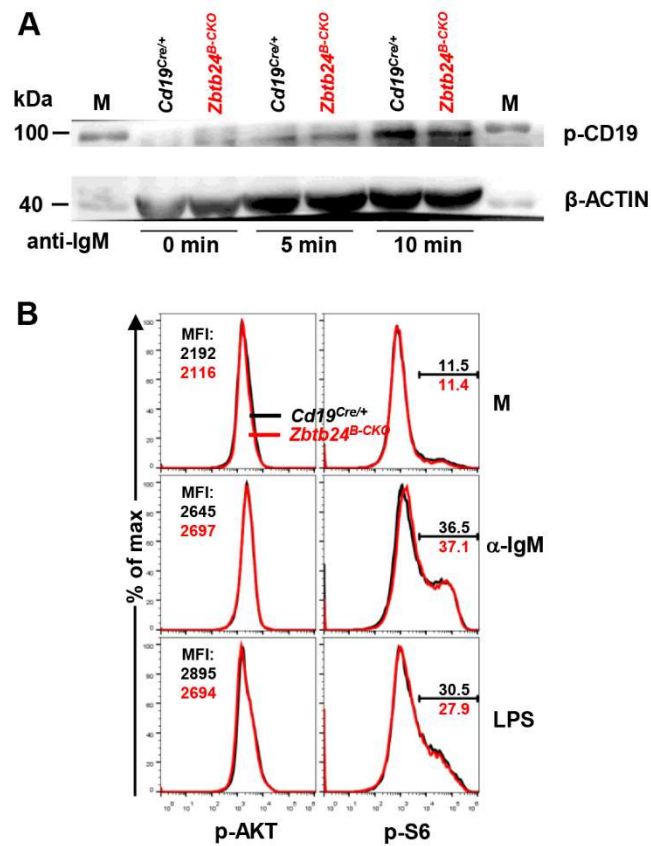 A
kDa
M
Cd19Cre/+
Zbtb24B-CKO
Cd19Cre/+
Zbtb24B-CKO
Cd19Cre/+
Zbtb24B-CKO
M
100
p-CD19
40
β-ACTIN
anti-IgM
0 min
5 min
10 min
B
% of max
MFI:
2192
2116
Cd19Cre/+
Zbtb24B-CKO
11.5
11.4
M
MFI:
2645
2697
36.5
37.1
α-IgM
MFI:
2895
2694
30.5
27.9
LPS
p-AKT
p-S6